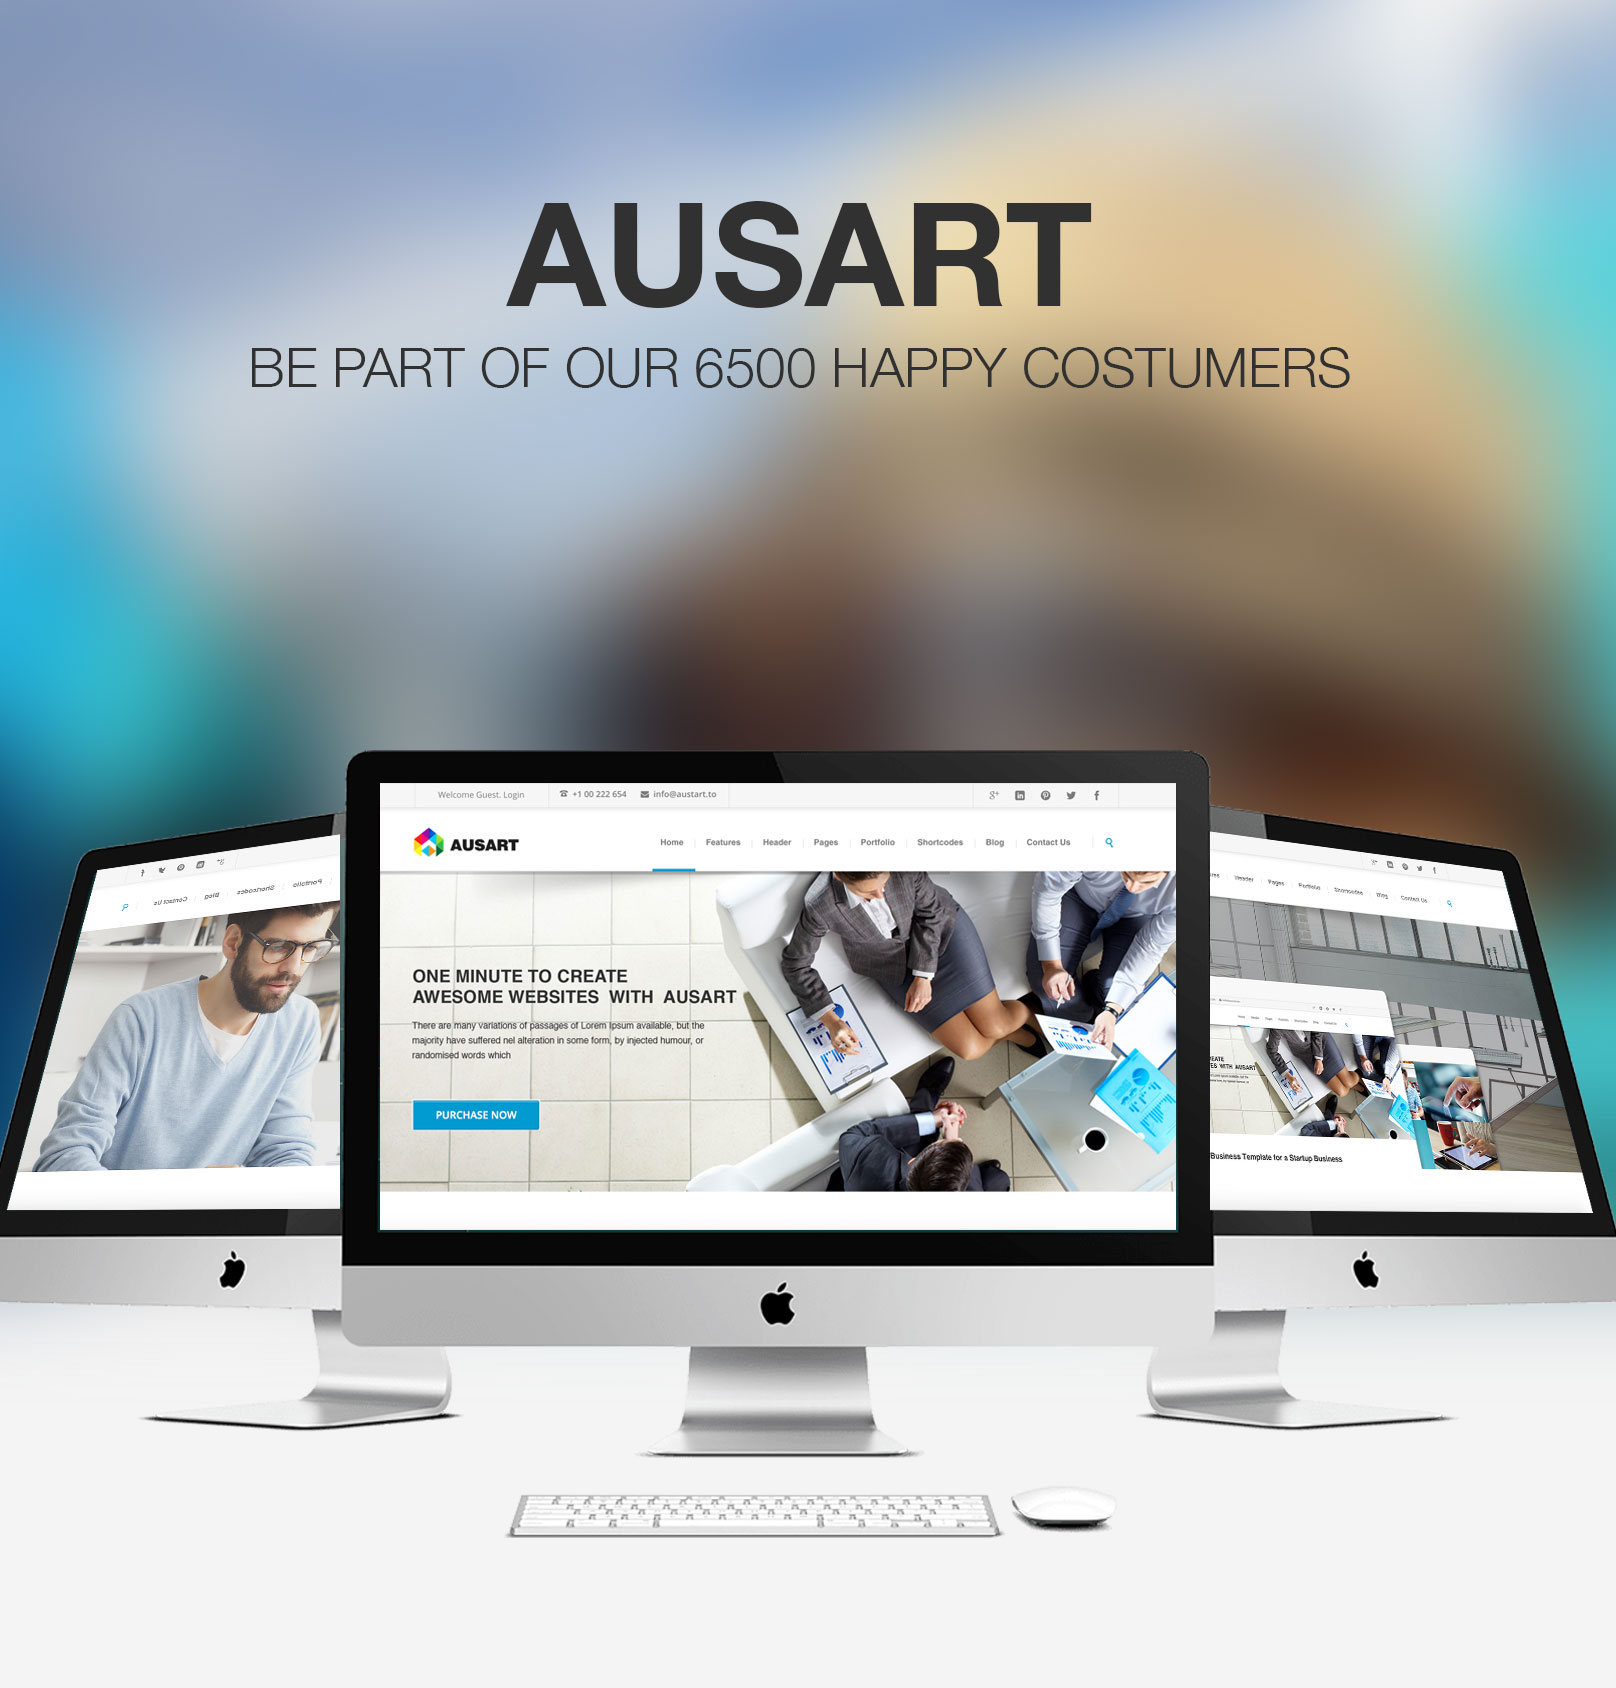 AUSART
BE PART OF OUR 6500 HAPPY COSTUMERS
Welcome Guest. Login
+1 00 222 654
info@austart.to
AUSART
Home
Features
Header
Pages
Portfolio
Shortcodes
Blog
Contact Us
ONE MINUTE TO CREATE
AWESOME WEBSITES WITH AUSART
There are many variations of passages of Lorem Ipsum available, but the
majority have suffered nel alteration in some form, by injected humour, or
randomised words which
PURCHASE NOW
Contact Us
Blog
Shortcodes
Portfolio
Header
Pages
Portfolio
Shortcodes
Blog
Contact Us
WITH AUSART
Business Template for a Startup Business